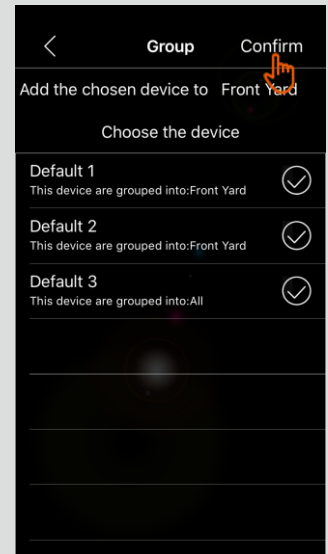 Group Confirm
Add the chosen device to Front Yard
Choose the device
Default 1
This device are grouped into:Front Yard
Default 2
This device are grouped into:Front Yard
Default 3
This device are grouped into:All